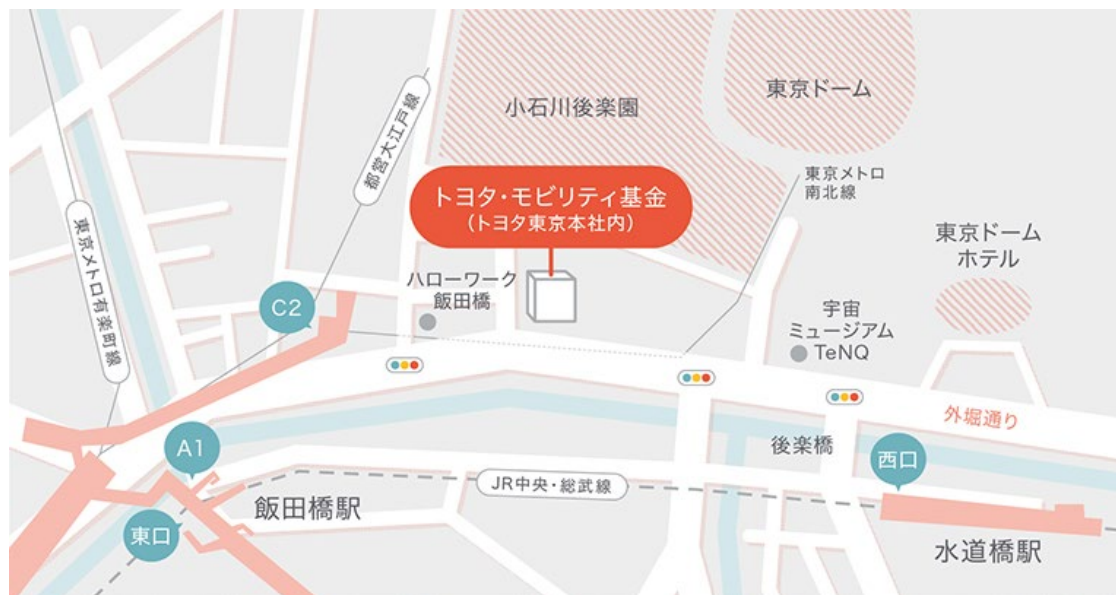 小石川後楽園
東京ドーム
都営大江戸線
トヨタ・モビリティ基金
(トヨタ東京本社内)
東京メトロ
南北線
東京メトロ有楽町線
東京ドーム
ホテル
ハローワーク
飯田橋
C2
宇宙
ミュージアム
TeNQ
外堀通り
後楽橋
A1
西口
JR中央・総武線
飯田橋駅
東口
水道橋駅